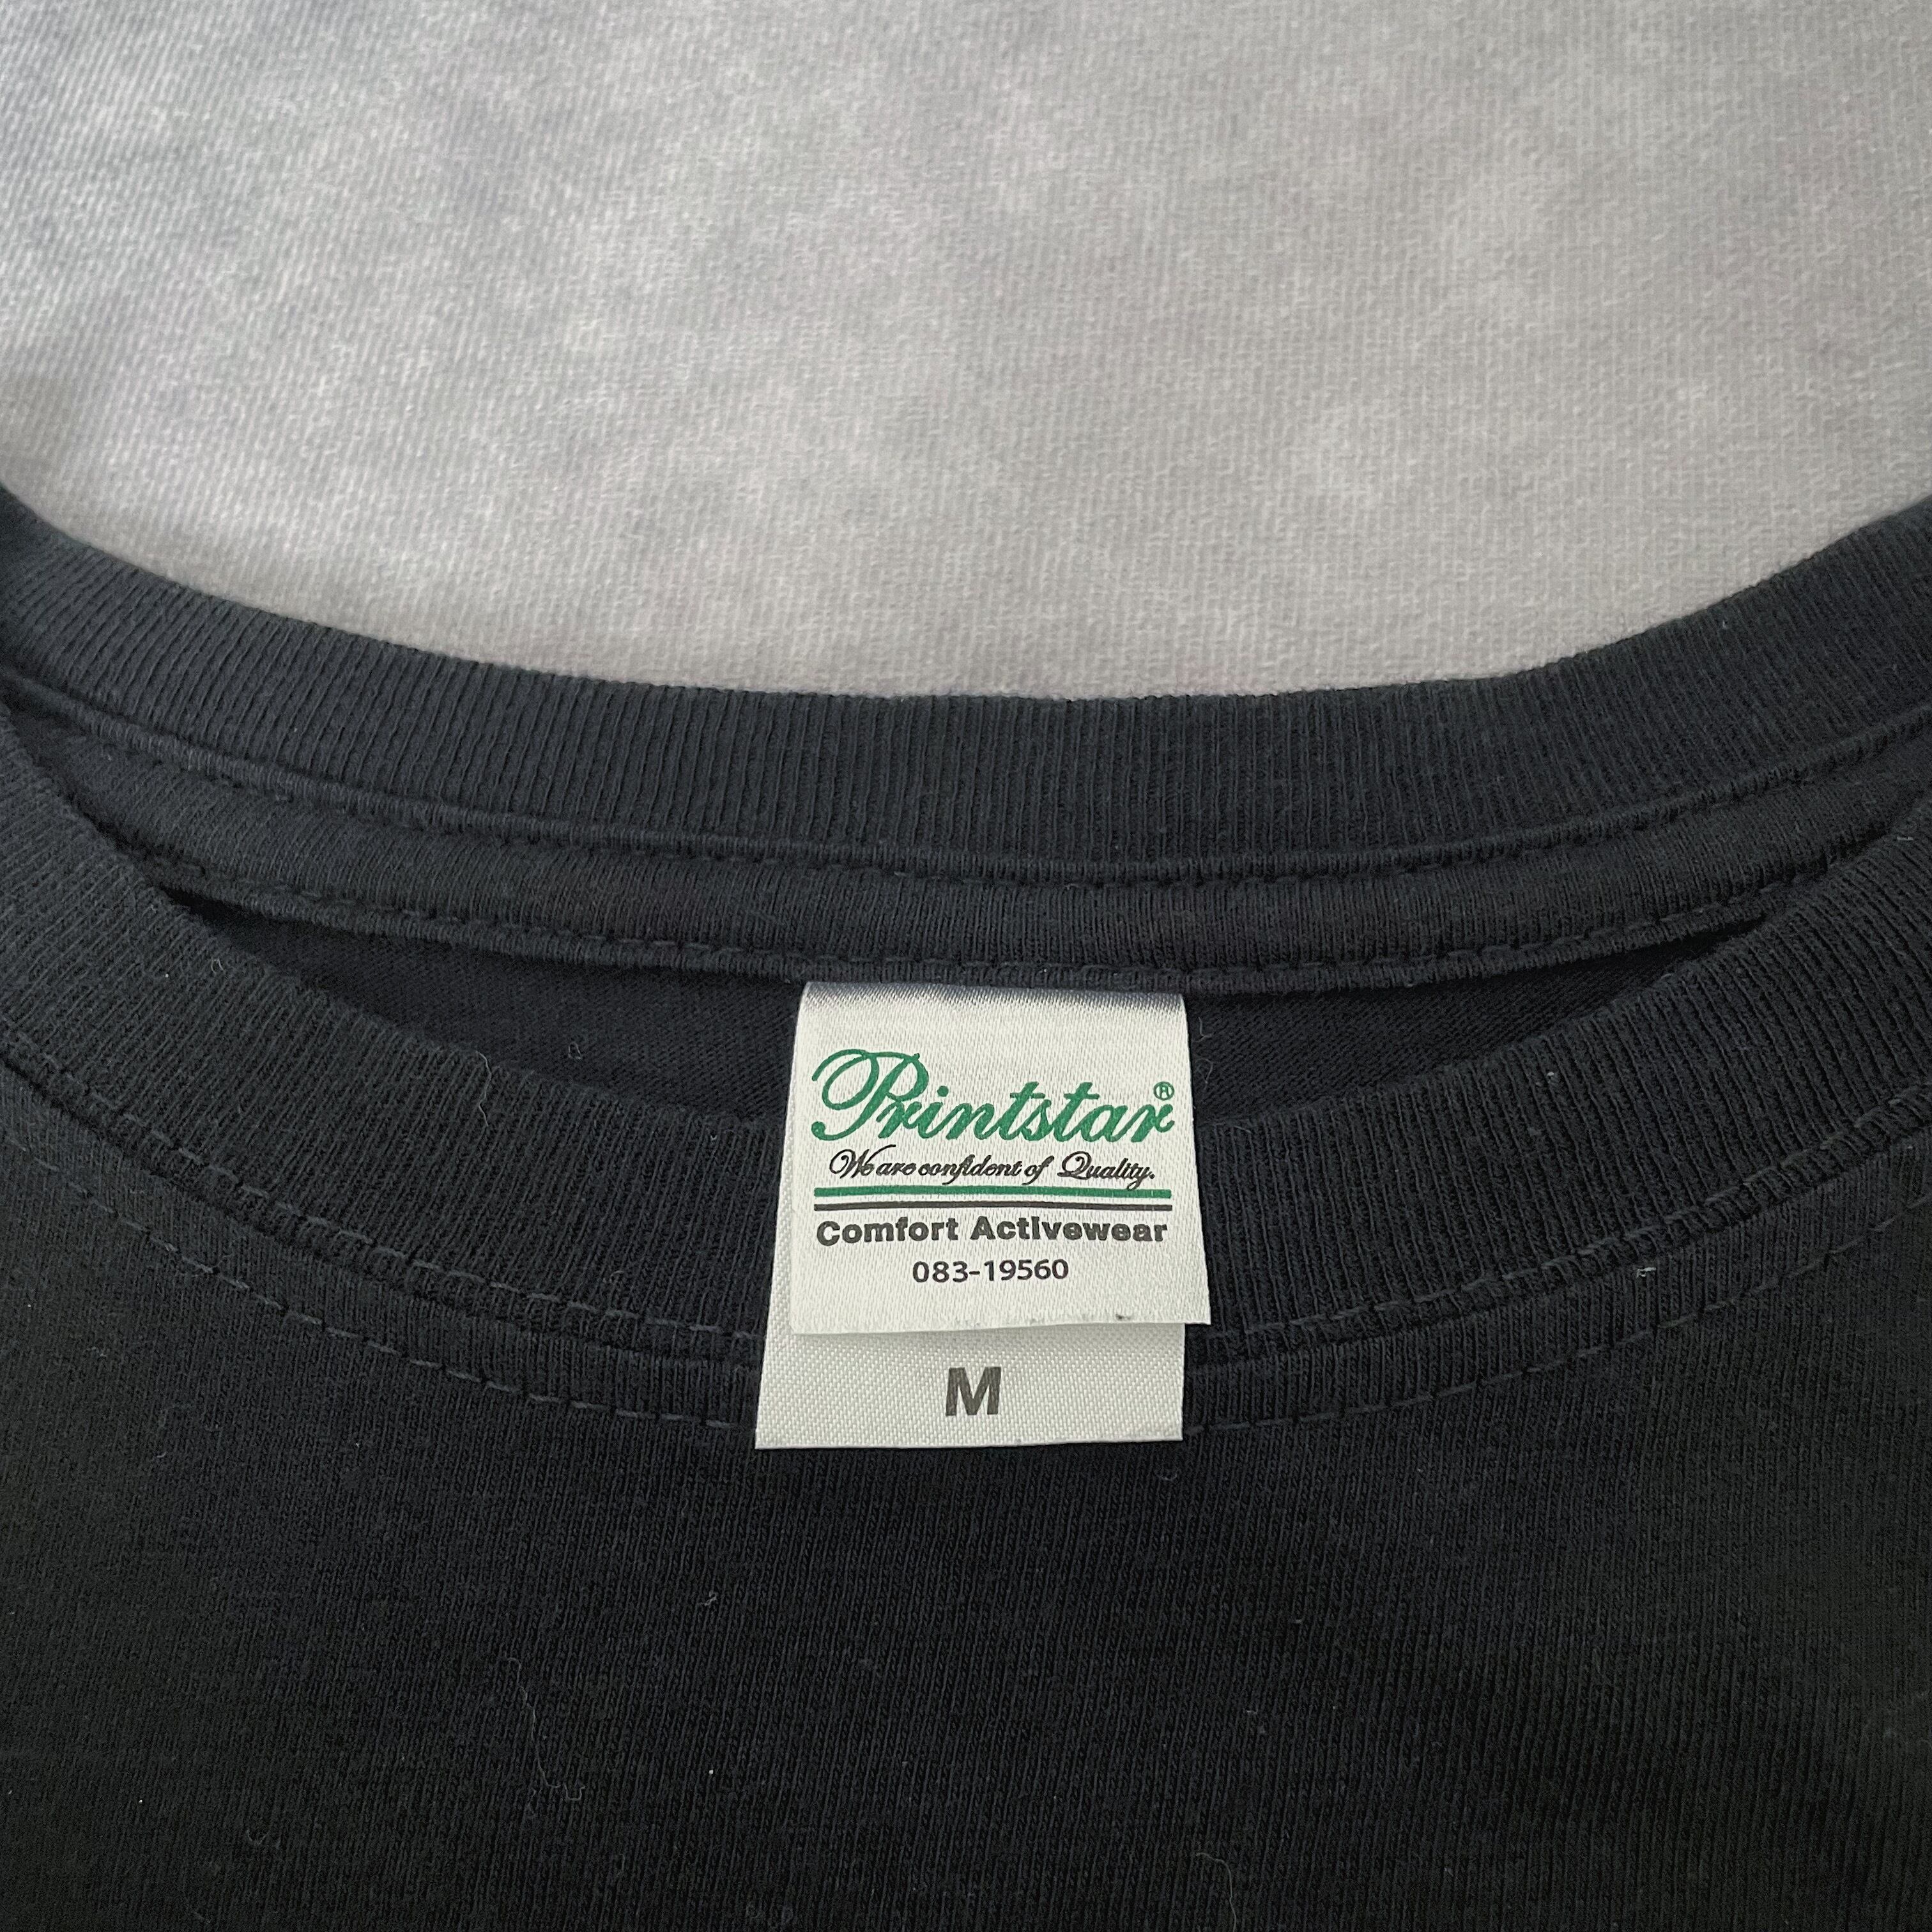 Printstar®
We are confident of Quality.
Comfort Activewear
083-19560
M